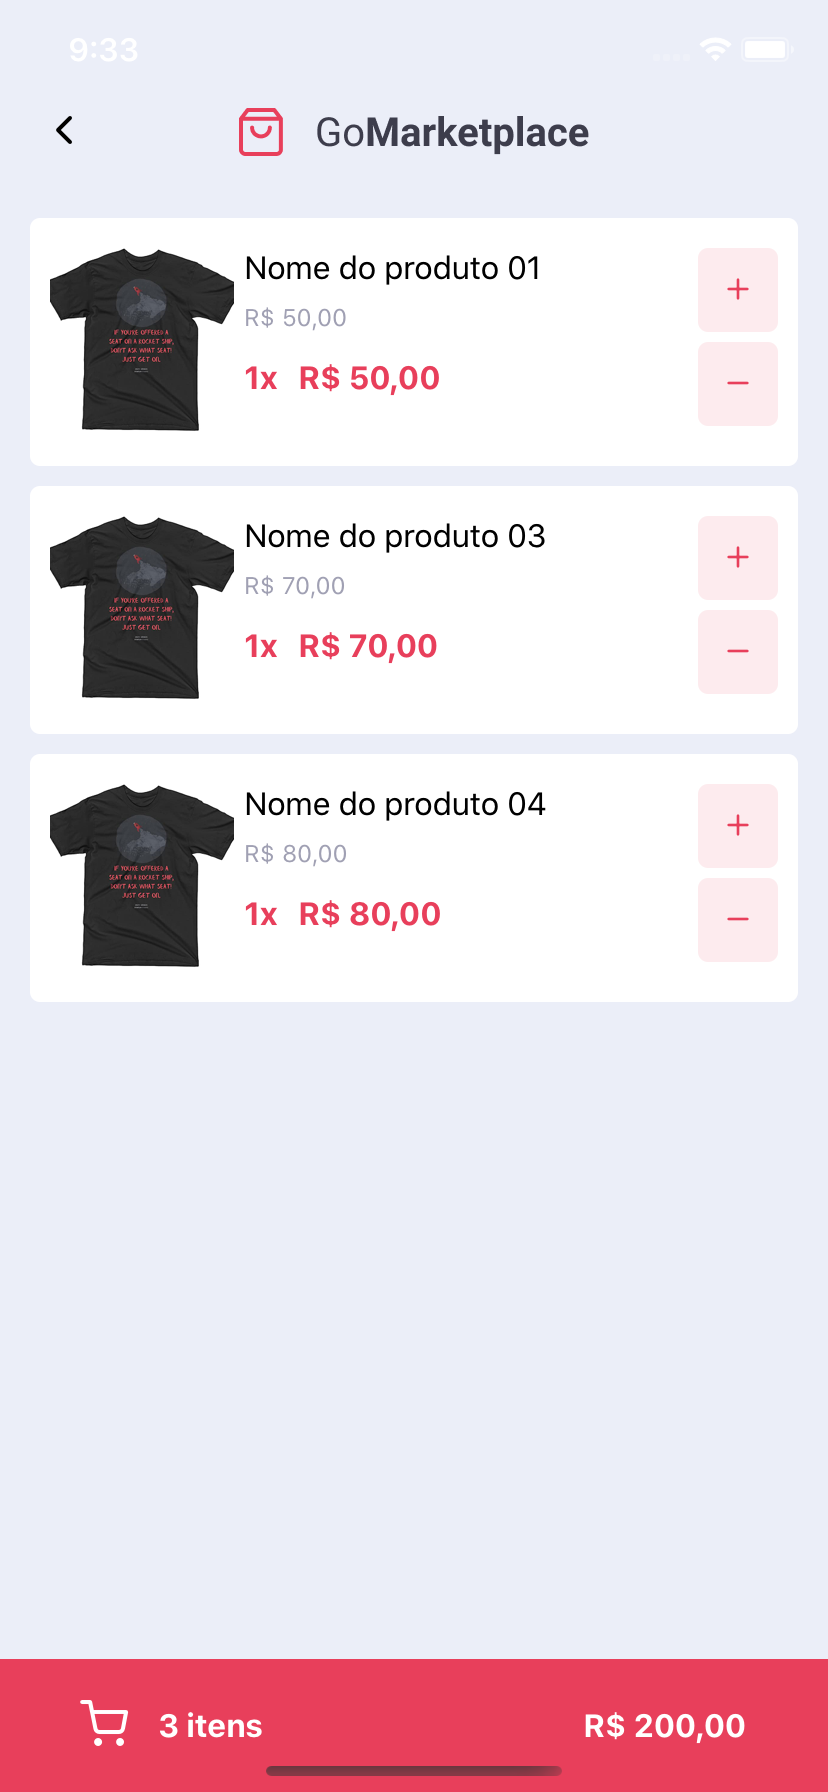 9:33
GoMarketplace
IF YOU'RE OFFERED A
SEAT ON A ROCKET SHIP,
DON'T ASK WHAT SEAT!
JUST GET ON.
Nome do produto 01
R$ 50,00
1x R$ 50,00
+
−
IF YOU'RE OFFERED A
SEAT ON A ROCKET SHIP,
DON'T ASK WHAT SEAT!
JUST GET ON.
Nome do produto 03
R$ 70,00
1x R$ 70,00
+
−
IF YOU'RE OFFERED A
SEAT ON A ROCKET SHIP,
DON'T ASK WHAT SEAT!
JUST GET ON.
Nome do produto 04
R$ 80,00
1x R$ 80,00
+
−
3 itens R$ 200,00